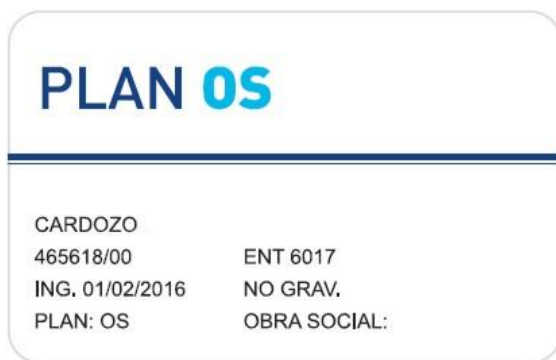 PLAN OS
CARDOZO
465618/00 ENT 6017
ING. 01/02/2016 NO GRAV.
PLAN: OS OBRA SOCIAL: